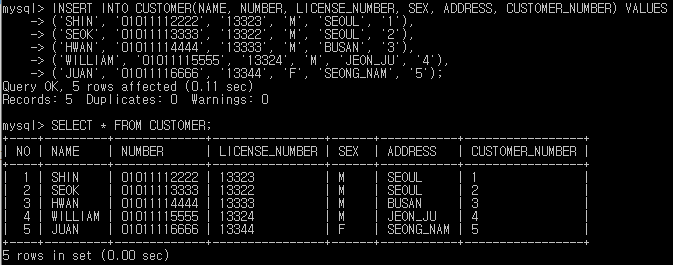 mysql> INSERT INTO CUSTOMER(NAME, NUMBER, LICENSE_NUMBER, SEX, ADDRESS, CUSTOMER_NUMBER) VALUES
    -> ('SHIN', '01011112222', '13323', 'M', 'SEOUL', '1'),
    -> ('SEOK', '01011113333', '13322', 'M', 'SEOUL', '2'),
    -> ('HWAN', '01011114444', '13333', 'M', 'BUSAN', '3'),
    -> ('WILLIAM', '01011115555', '13324', 'M', 'JEON_JU', '4'),
    -> ('JUAN', '01011116666', '13344', 'F', 'SEONG_NAM', '5');
Query OK, 5 rows affected (0.11 sec)
Records: 5  Duplicates: 0  Warnings: 0
mysql> SELECT * FROM CUSTOMER;
+----+---------+-------------+----------------+-----+-----------+-----------------+
| NO | NAME    | NUMBER      | LICENSE_NUMBER | SEX | ADDRESS   | CUSTOMER_NUMBER |
+----+---------+-------------+----------------+-----+-----------+-----------------+
|  1 | SHIN    | 01011112222 | 13323          | M   | SEOUL     | 1               |
|  2 | SEOK    | 01011113333 | 13322          | M   | SEOUL     | 2               |
|  3 | HWAN    | 01011114444 | 13333          | M   | BUSAN     | 3               |
|  4 | WILLIAM | 01011115555 | 13324          | M   | JEON_JU   | 4               |
|  5 | JUAN    | 01011116666 | 13344          | F   | SEONG_NAM | 5               |
+----+---------+-------------+----------------+-----+-----------+-----------------+
5 rows in set (0.00 sec)